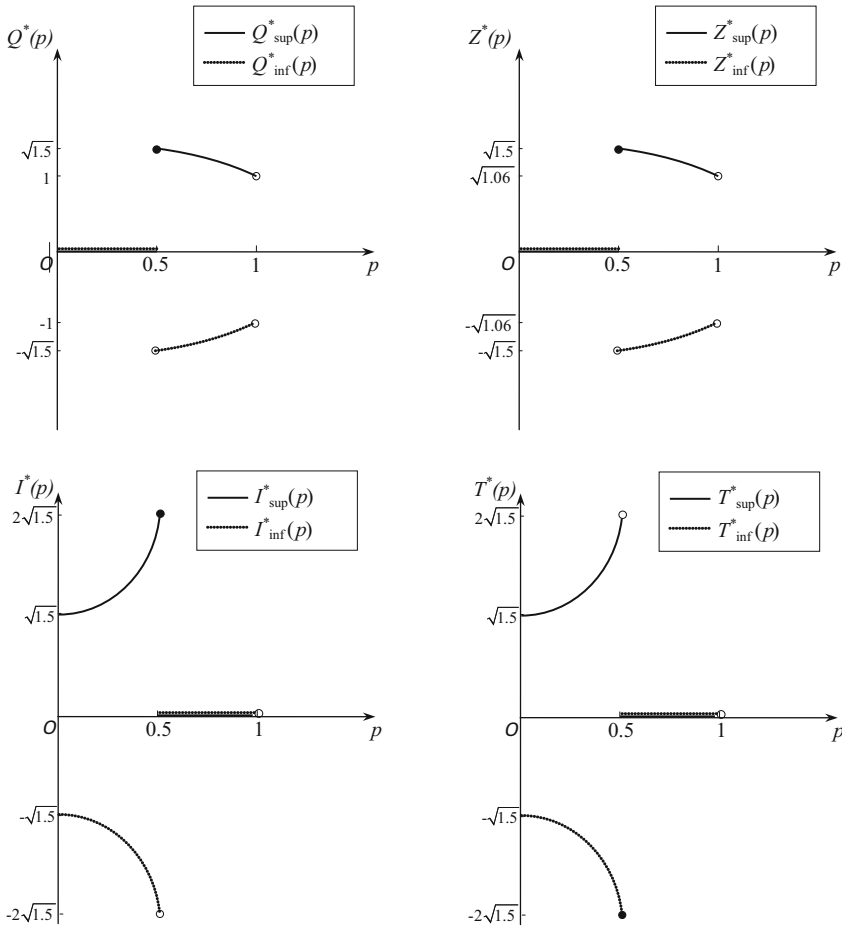 Q*(p)
Q*sup(p)
Q*inf(p)
√1.5
1
O
0.5
1
p
-1
-√1.5
Z*(p)
Z*sup(p)
Z*inf(p)
√1.5
√1.06
O
0.5
1
p
-√1.06
-√1.5
I*(p)
I*sup(p)
I*inf(p)
2√1.5
√1.5
O
0.5
1
p
-√1.5
-2√1.5
T*(p)
T*sup(p)
T*inf(p)
2√1.5
√1.5
O
0.5
1
p
-√1.5
-2√1.5